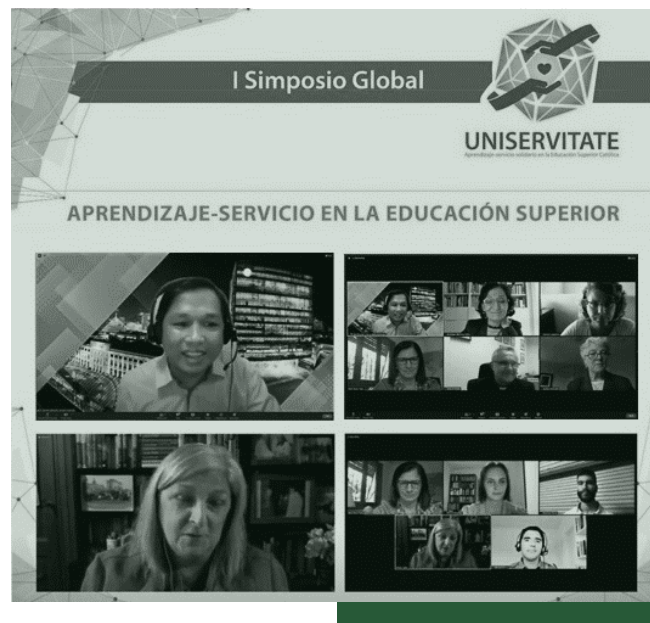 I Simposio Global
UNISERVITATE
Aprendizaje-servicio solidario en la Educación Superior Católica
APRENDIZAJE-SERVICIO EN LA EDUCACIÓN SUPERIOR